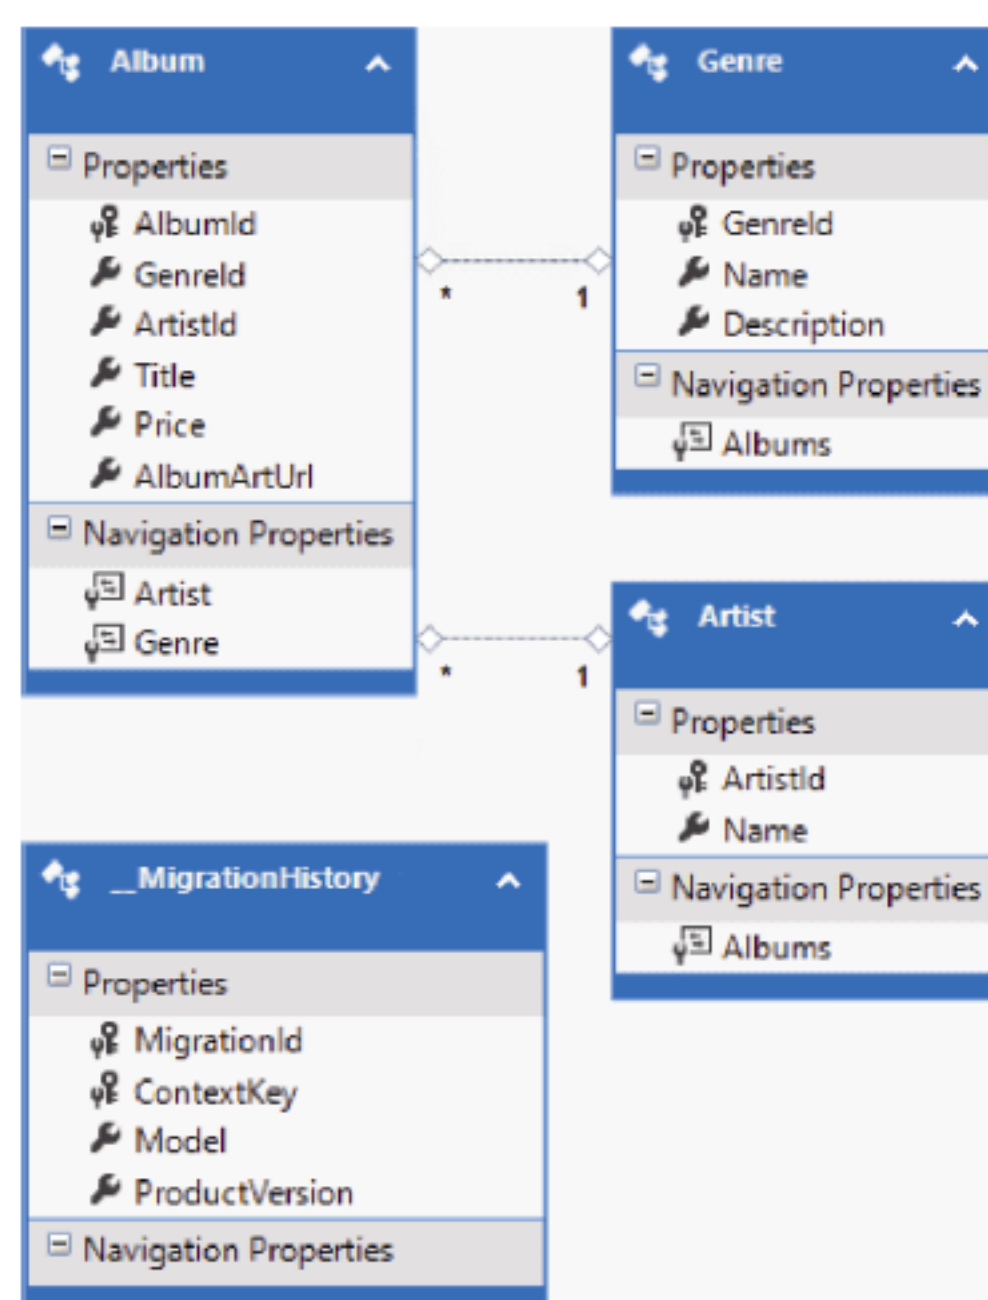 Album
Properties
AlbumId
GenreId
ArtistId
Title
Price
AlbumArtUrl
Navigation Properties
Artist
Genre
* 1
* 1
Genre
Properties
GenreId
Name
Description
Navigation Properties
Albums
Artist
Properties
ArtistId
Name
Navigation Properties
Albums
__MigrationHistory
Properties
MigrationId
ContextKey
Model
ProductVersion
Navigation Properties